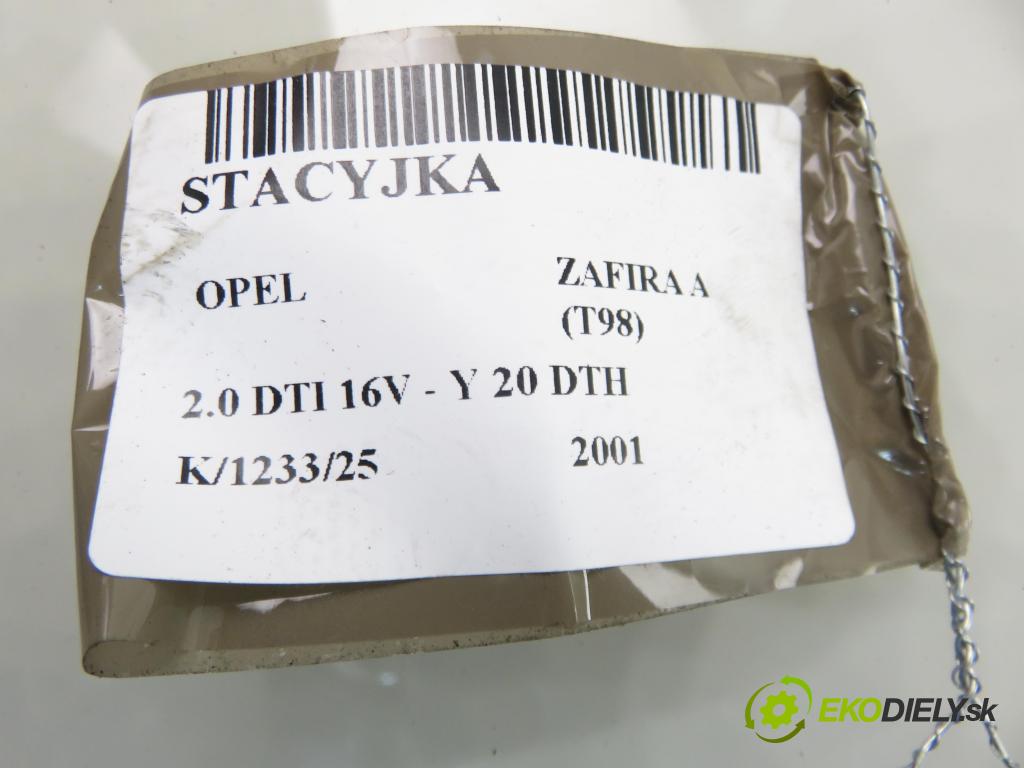 STACYJKA
OPEL
ZAFIRA A
(T98)
2.0 DTI 16V - Y 20 DTH
K/1233/25
2001
EKODIELY.sk